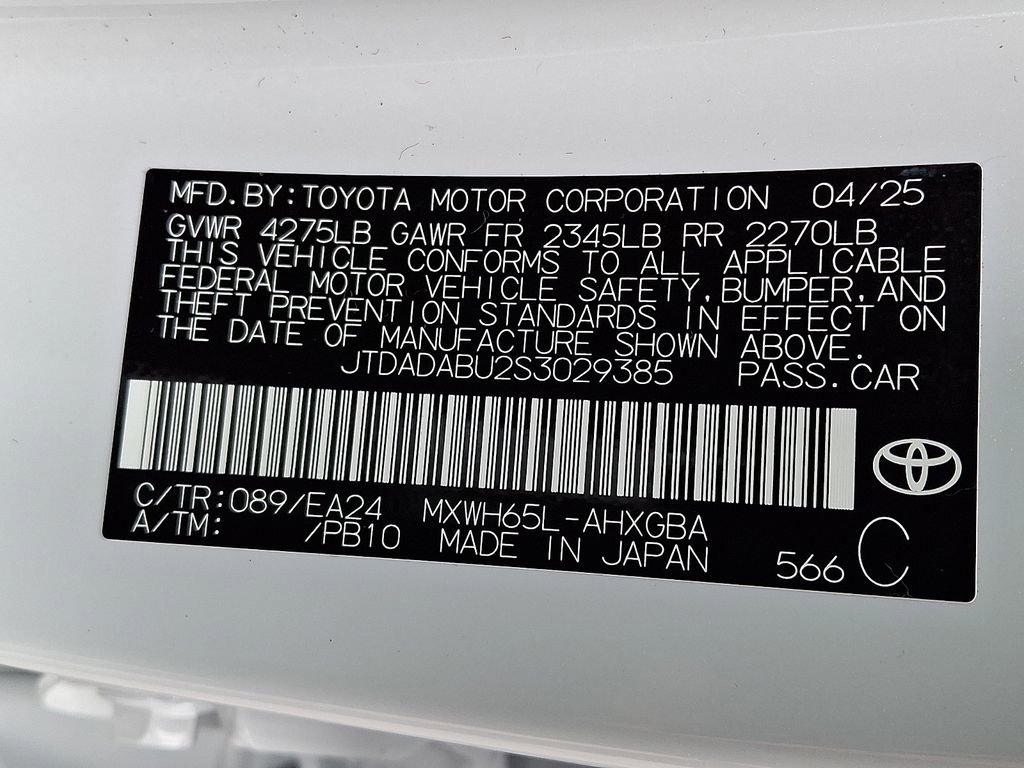 MFD.BY:TOYOTA MOTOR CORPORATION 04/25
GVWR 4275LB GAWR FR 2345LB RR 2270LB
THIS VEHICLE CONFORMS TO ALL APPLICABLE
FEDERAL MOTOR VEHICLE SAFETY,BUMPER,AND
THEFT PREVENTION STANDARDS IN EFFECT ON
THE DATE OF MANUFACTURE SHOWN ABOVE.
JTDADABU2S3029385 PASS.CAR
C/TR:089/EA24 MXWH65L-AHXGBA
A/TM: /PB10 MADE IN JAPAN 566 C